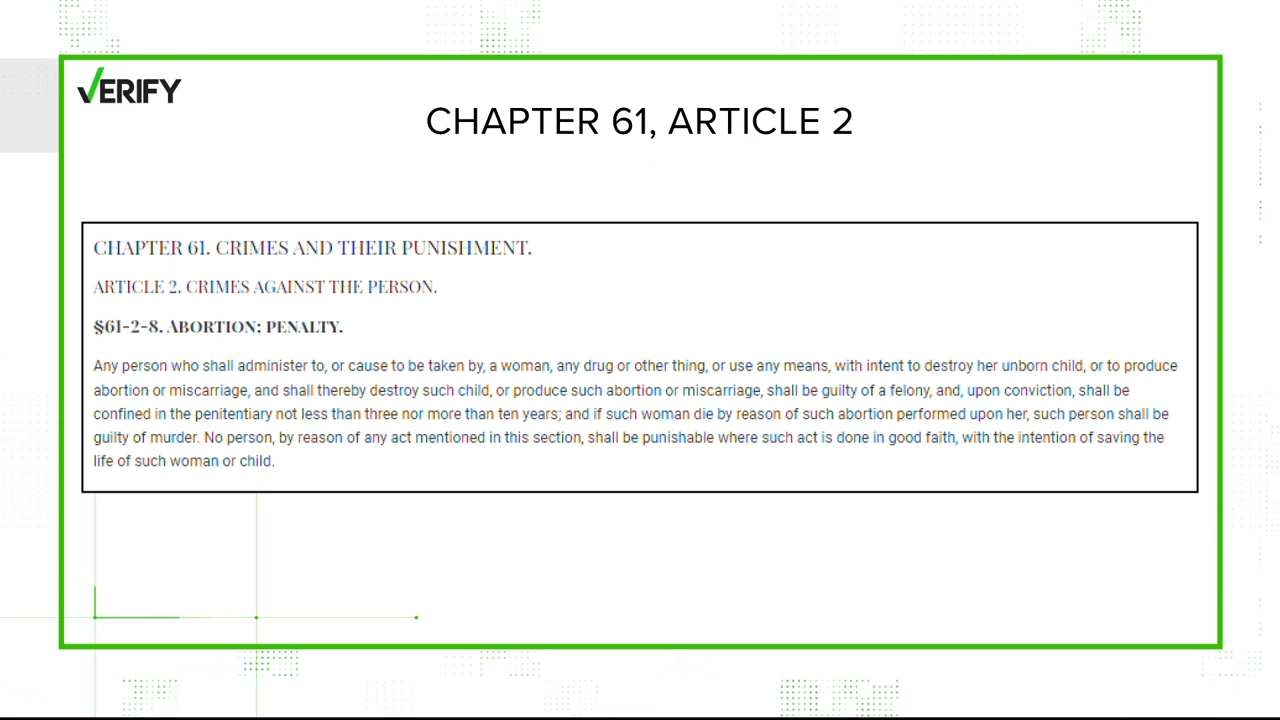 VERIFY
CHAPTER 61, ARTICLE 2
CHAPTER 61. CRIMES AND THEIR PUNISHMENT.
ARTICLE 2. CRIMES AGAINST THE PERSON.
§61-2-8. ABORTION; PENALTY.
Any person who shall administer to, or cause to be taken by, a woman, any drug or other thing, or use any means, with intent to destroy her unborn child, or to produce
abortion or miscarriage, and shall thereby destroy such child, or produce such abortion or miscarriage, shall be guilty of a felony, and, upon conviction, shall be
confined in the penitentiary not less than three nor more than ten years; and if such woman die by reason of such abortion performed upon her, such person shall be
guilty of murder. No person, by reason of any act mentioned in this section, shall be punishable where such act is done in good faith, with the intention of saving the
life of such woman or child.